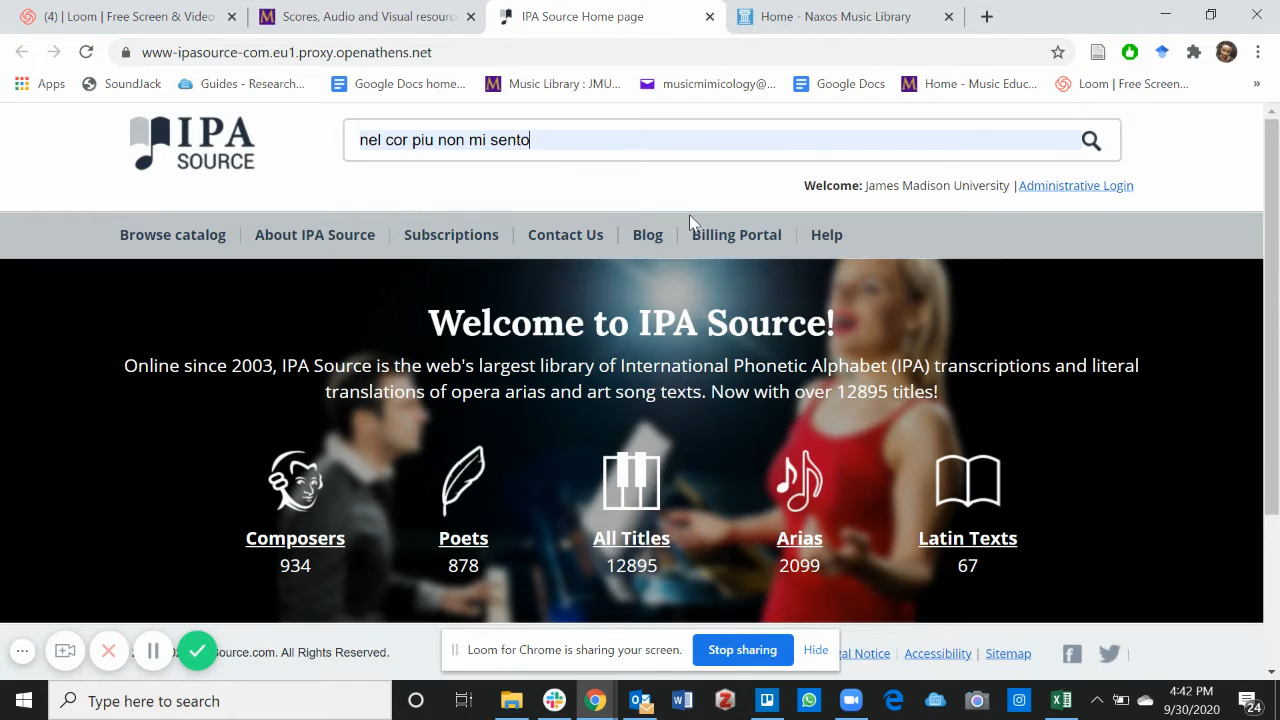 (4) Loom | Free Screen & Video
Scores, Audio and Visual resourc
IPA Source Home page
Home - Naxos Music Library
www-ipasource-com.eu1.proxy.openathens.net
Apps
SoundJack
Guides - Research...
Google Docs home...
Music Library : JMU...
musicmimicology@...
Google Docs
Home - Music Educ...
Loom | Free Screen...
»
IPA
SOURCE
nel cor piu non mi sento
Welcome: James Madison University |Administrative Login
Browse catalog
About IPA Source
Subscriptions
Contact Us
Blog
Billing Portal
Help
Welcome to IPA Source!
Online since 2003, IPA Source is the web's largest library of International Phonetic Alphabet (IPA) transcriptions and literal
translations of opera arias and art song texts. Now with over 12895 titles!
Composers
Poets
All Titles
Arias
Latin Texts
934
878
12895
2099
67
ource.com. All Rights Reserved.
Loom for Chrome is sharing your screen.
Stop sharing
Hide
al Notice
Accessibility
Sitemap
Type here to search
4:42 PM
9/30/2020
24